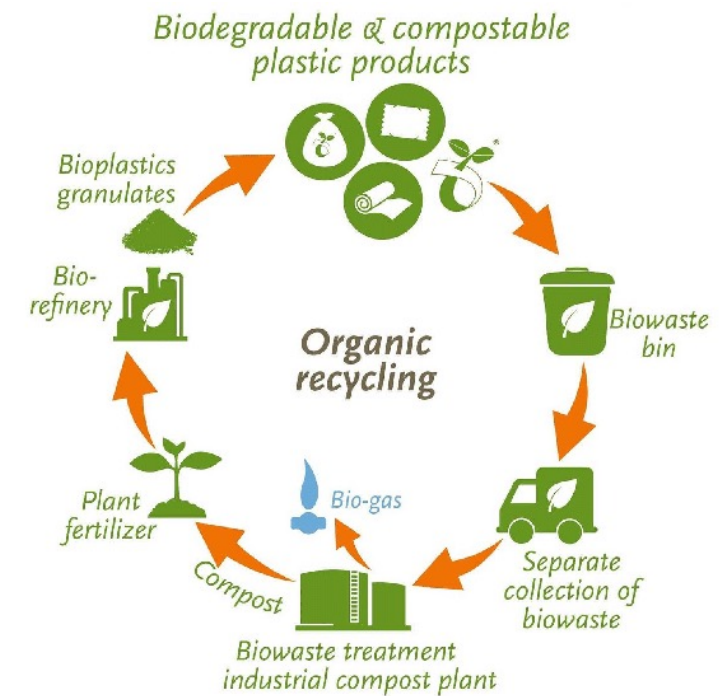 Biodegradable & compostable
plastic products
Bioplastics
granulates
Bio-
refinery
Biowaste
bin
Organic
recycling
Bio-gas
Plant
fertilizer
Compost
Separate
collection of
biowaste
Biowaste treatment
industrial compost plant